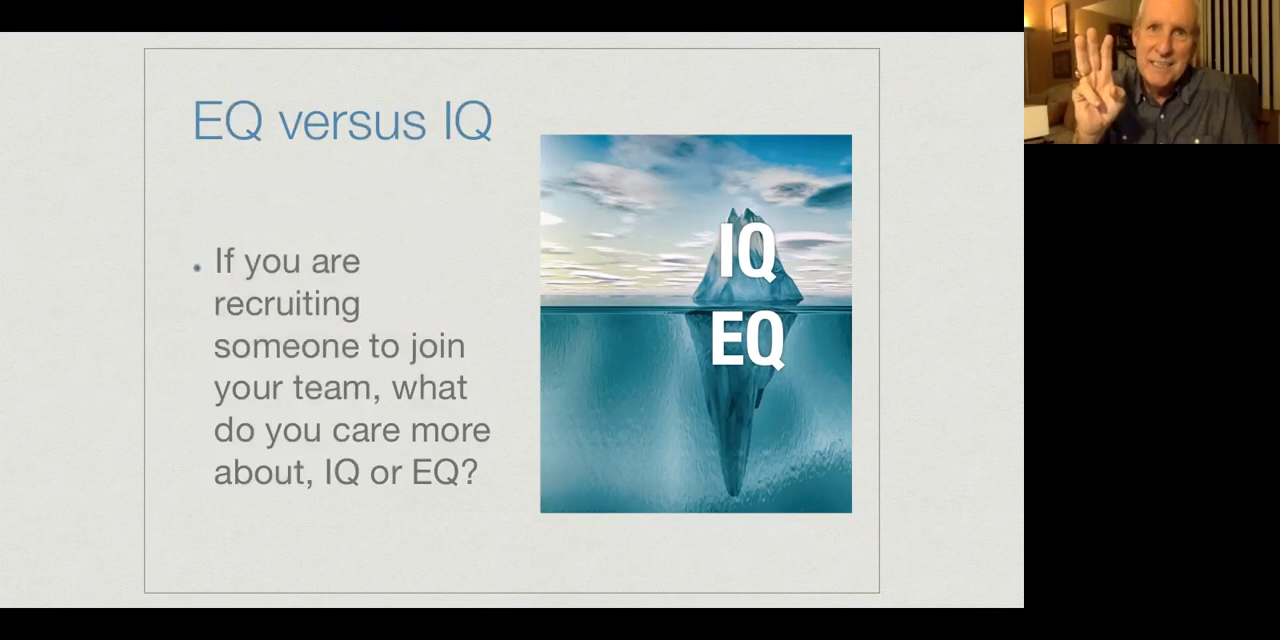 EQ versus IQ
If you are
recruiting
someone to join
your team, what
do you care more
about, IQ or EQ?
IQ
EQ